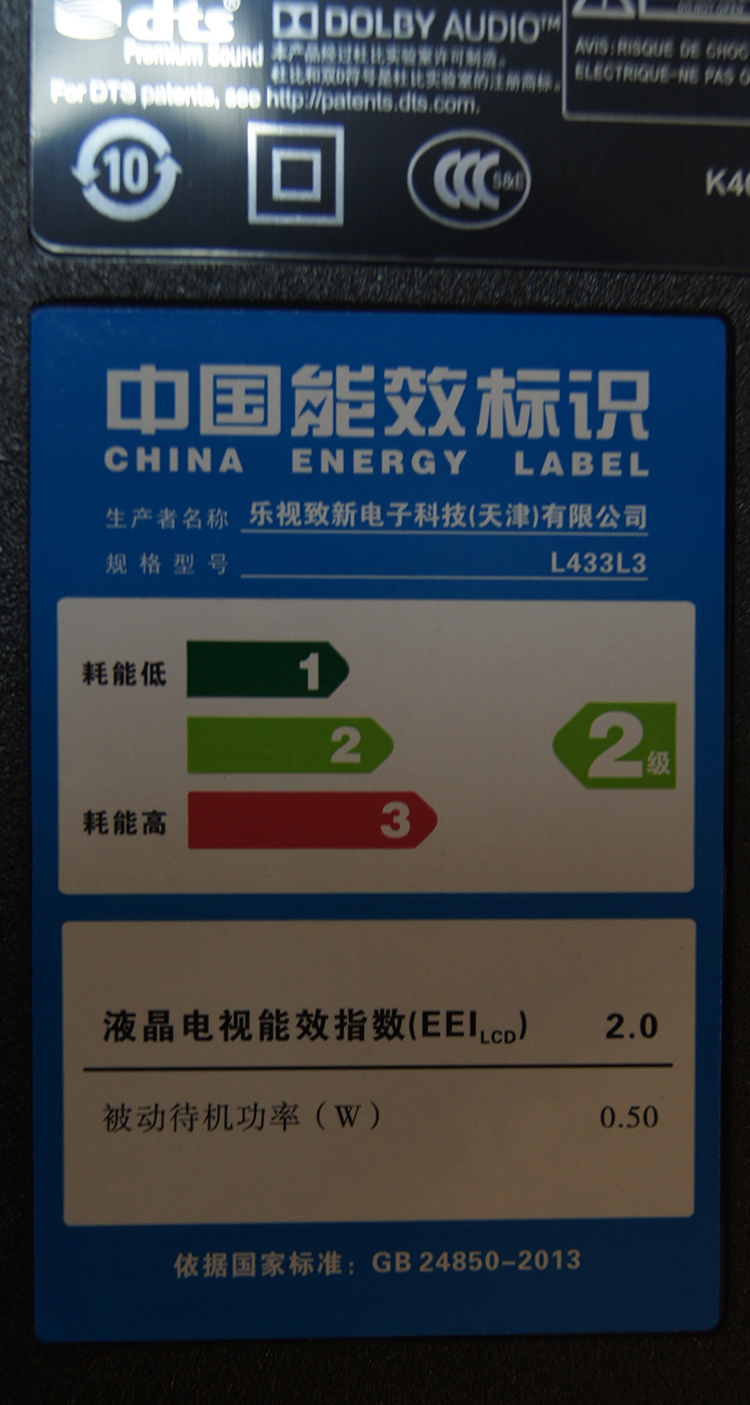 dts®
Premium Sound
For DTS patents, see http://patents.dts.com.
DOLBY AUDIO™
本产品经过杜比实验室许可制造。
杜比和双D符号是杜比实验室的注册商标。
AVIS: RISQUE DE CHOC
ELECTRIQUE-NE PAS
10
CCC S&E
K40
中国能效标识
CHINA ENERGY LABEL
生产者名称 乐视致新电子科技(天津)有限公司
规格型号 L433L3
耗能低 1
2
2级
耗能高 3
液晶电视能效指数(EEILCD) 2.0
被动待机功率(W) 0.50
依据国家标准: GB 24850-2013